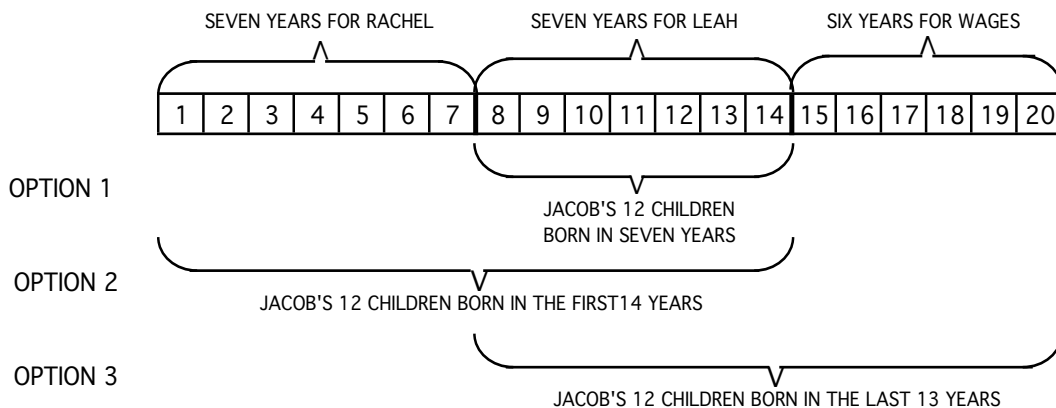 SEVEN YEARS FOR RACHEL SEVEN YEARS FOR LEAH SIX YEARS FOR WAGES
1 2 3 4 5 6 7 8 9 10 11 12 13 14 15 16 17 18 19 20
OPTION 1
JACOB'S 12 CHILDREN
BORN IN SEVEN YEARS
OPTION 2
JACOB'S 12 CHILDREN BORN IN THE FIRST14 YEARS
OPTION 3
JACOB'S 12 CHILDREN BORN IN THE LAST 13 YEARS